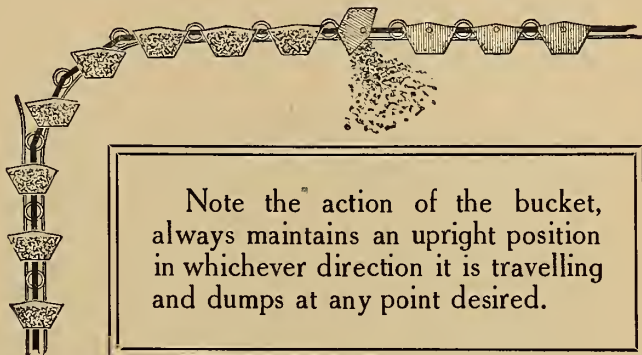 Note the action of the bucket,
always maintains an upright position
in whichever direction it is travelling
and dumps at any point desired.